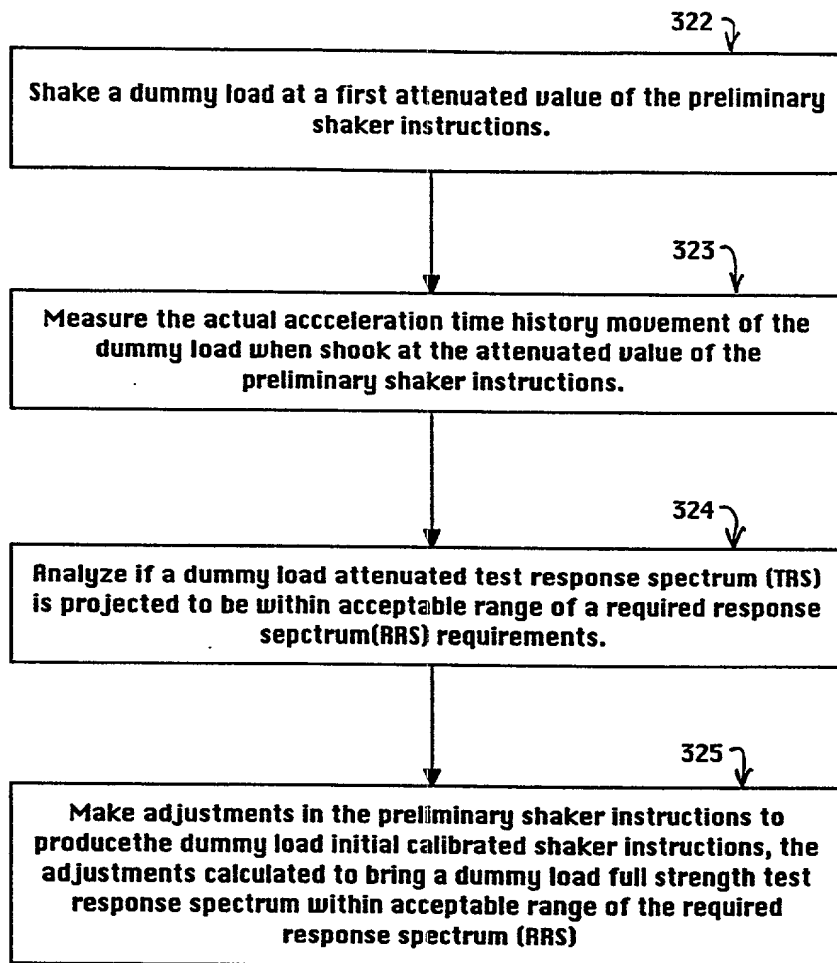 322
Shake a dummy load at a first attenuated value of the preliminary
shaker instructions.
323
Measure the actual accceleration time history movement of the
dummy load when shook at the attenuated value of the
preliminary shaker instructions.
324
Analyze if a dummy load attenuated test response spectrum (TRS)
is projected to be within acceptable range of a required response
sepctrum(RRS) requirements.
325
Make adjustments in the preliminary shaker instructions to
producethe dummy load initial calibrated shaker instructions, the
adjustments calculated to bring a dummy load full strength test
response spectrum within acceptable range of the required
response spectrum (RRS)